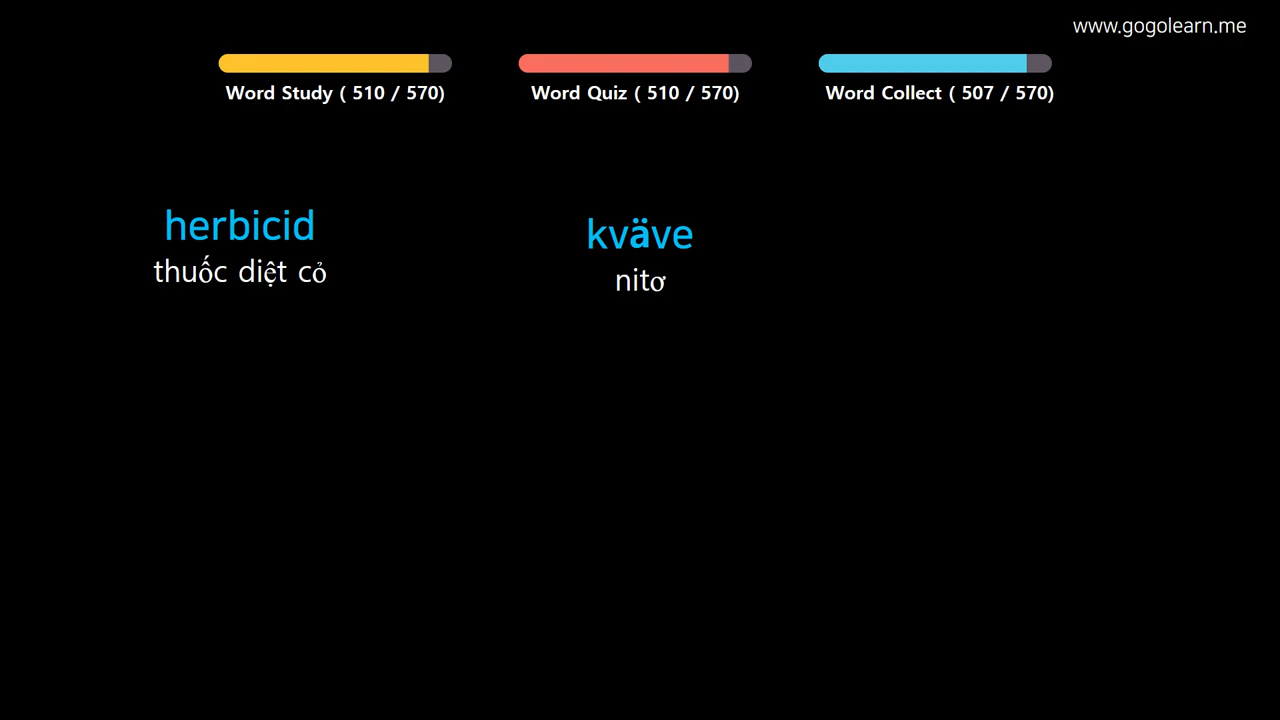 www.gogolearn.me
Word Study ( 510 / 570)
Word Quiz ( 510 / 570)
Word Collect ( 507 / 570)
herbicid
thuốc diệt cỏ
kväve
nitơ